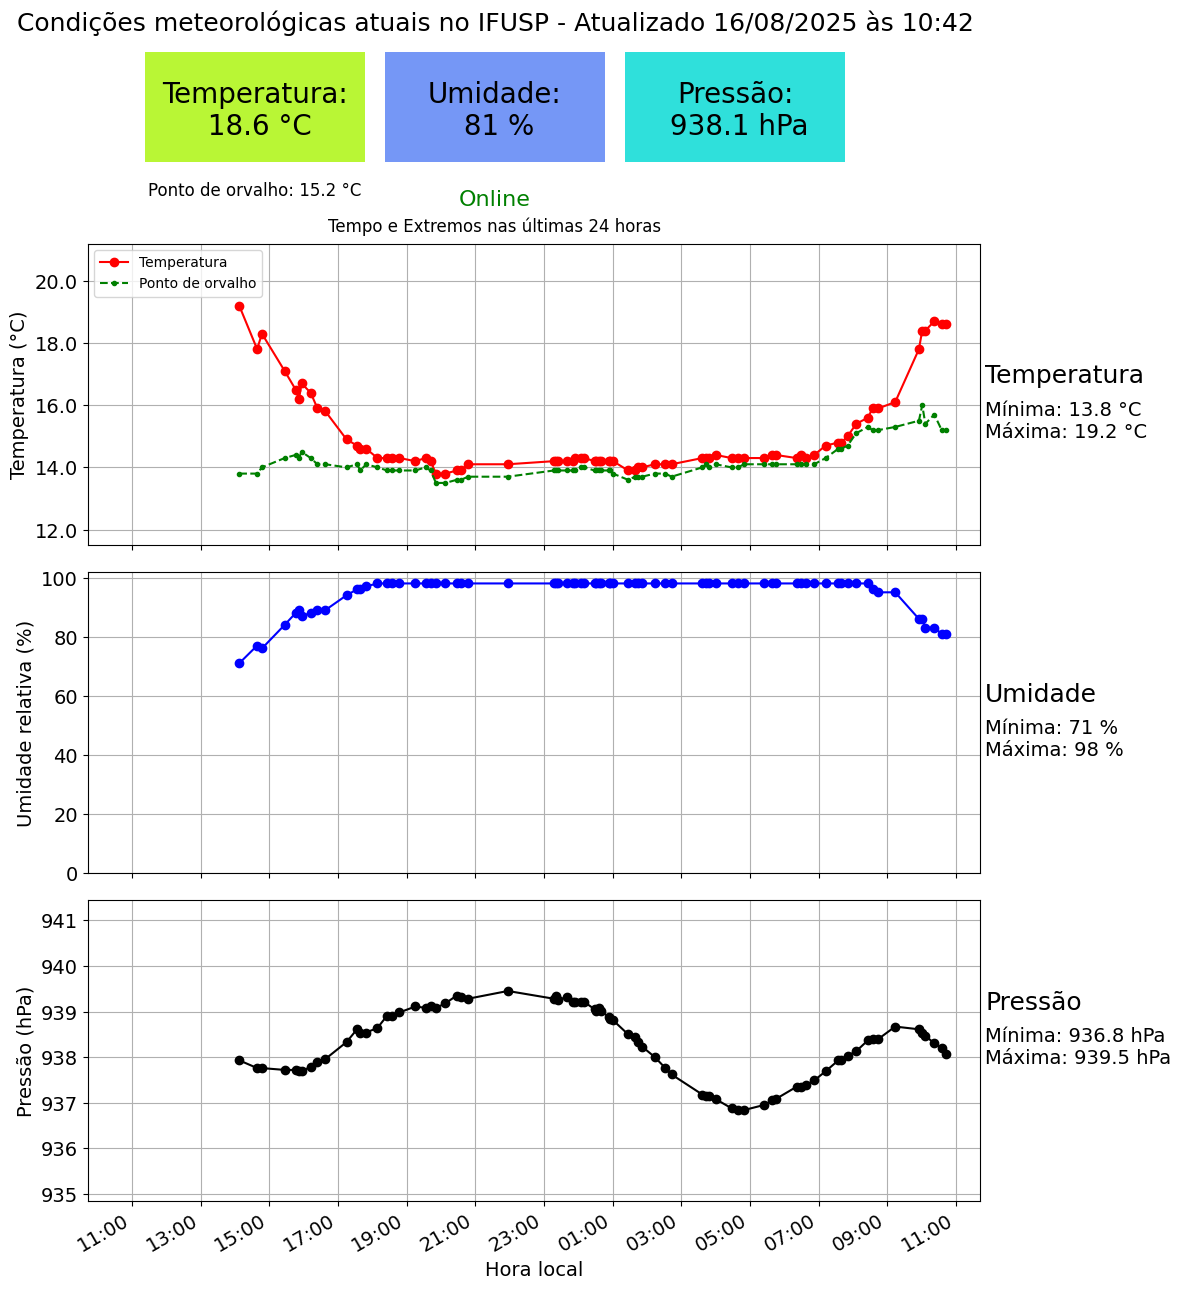 Condições meteorológicas atuais no IFUSP - Atualizado 16/08/2025 às 10:42
Temperatura:
18.6 °C
Umidade:
81 %
Pressão:
938.1 hPa
Ponto de orvalho: 15.2 °C
Online
Tempo e Extremos nas últimas 24 horas
Temperatura
Ponto de orvalho
Temperatura (°C)
20.0
18.0
16.0
14.0
12.0
Temperatura
Mínima: 13.8 °C
Máxima: 19.2 °C
Umidade relativa (%)
100
80
60
40
20
0
Umidade
Mínima: 71 %
Máxima: 98 %
Pressão (hPa)
941
940
939
938
937
936
935
Pressão
Mínima: 936.8 hPa
Máxima: 939.5 hPa
11:00
13:00
15:00
17:00
19:00
21:00
23:00
01:00
03:00
05:00
07:00
09:00
11:00
Hora local